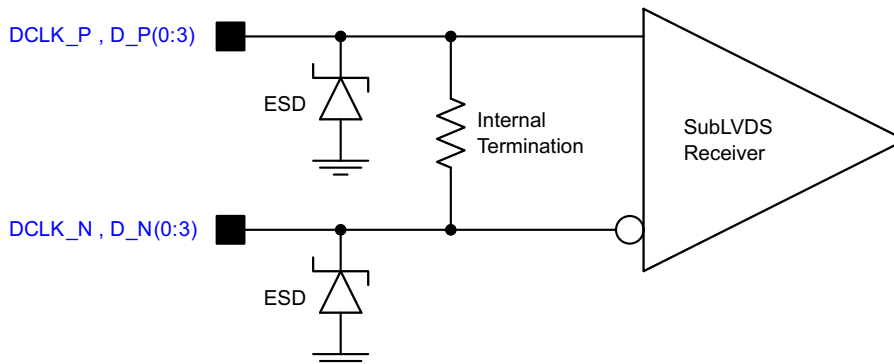 DCLK_P , D_P(0:3)
ESD
Internal
Termination
SubLVDS
Receiver
DCLK_N , D_N(0:3)
ESD